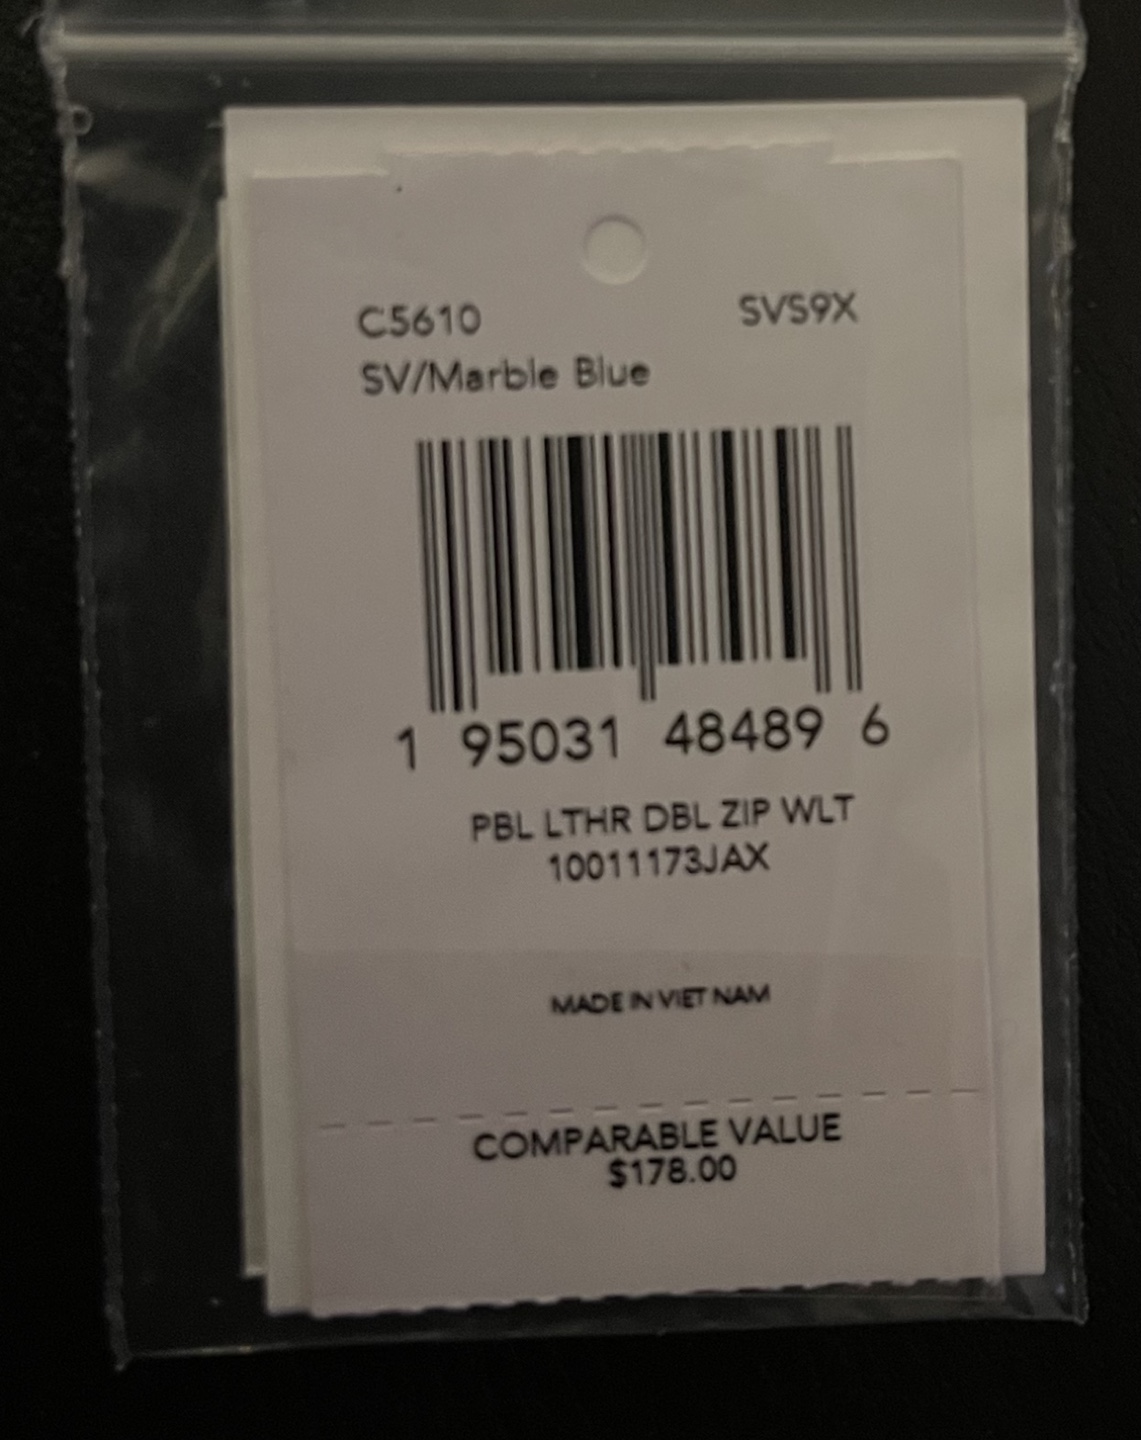 C5610 SVS9X
SV/Marble Blue
1 95031 48489 6
PBL LTHR DBL ZIP WLT
10011173JAX
MADE IN VIET NAM
COMPARABLE VALUE
$178.00